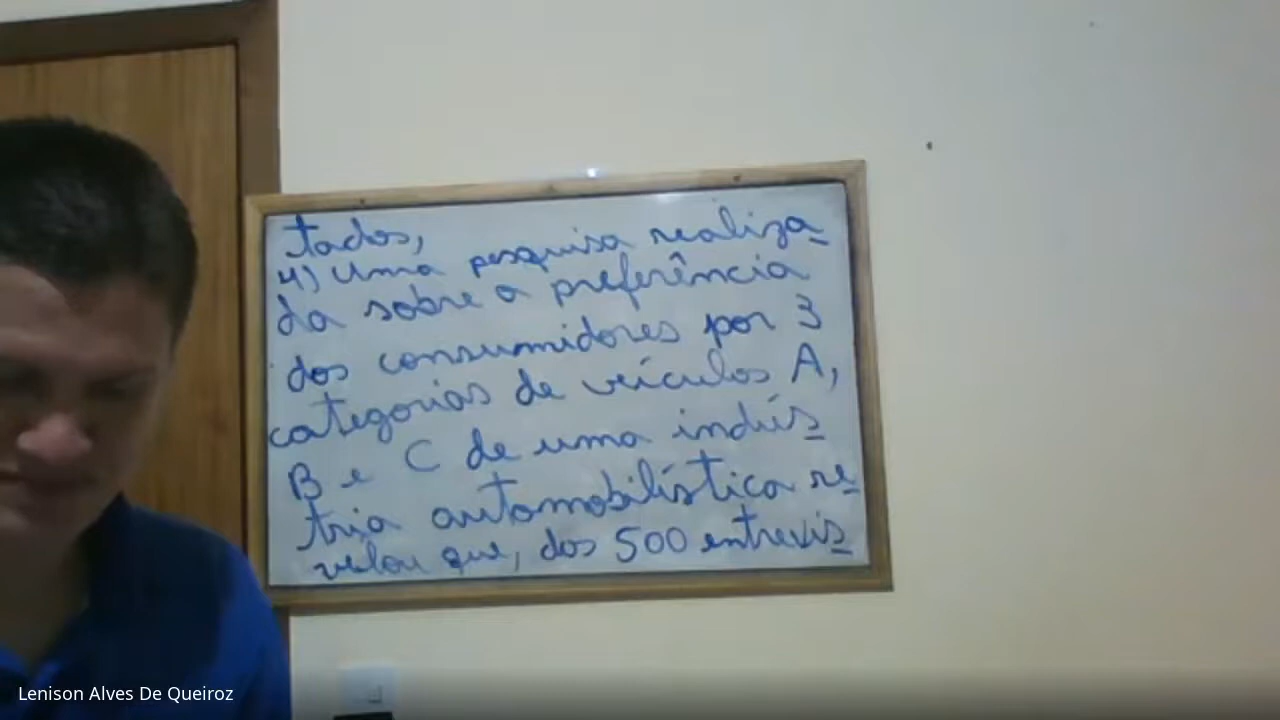 tados,
4) Uma pesquisa realiza
da sobre a preferência
dos consumidores por 3
categorias de veículos A,
B e C de uma indús
tria automobilística re
velou que, dos 500 entrevis
Lenison Alves De Queiroz